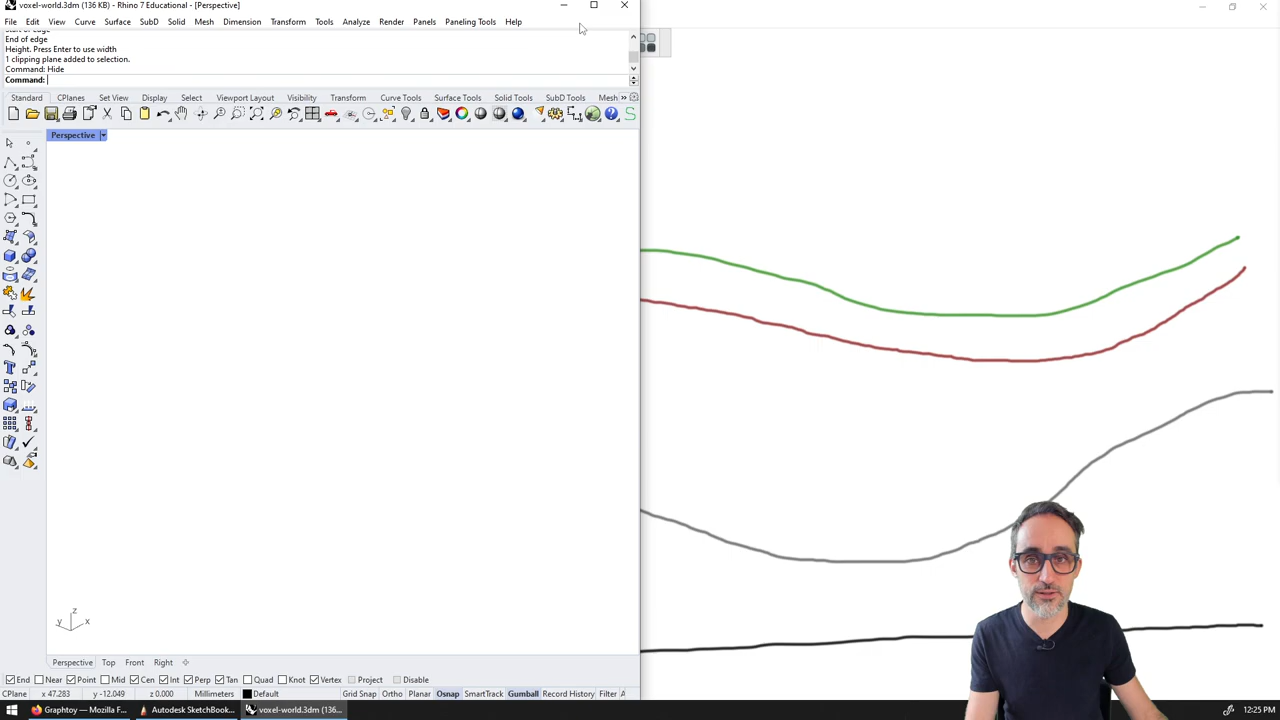 voxel-world.3dm (136 KB) - Rhino 7 Educational - [Perspective]
File Edit View Curve Surface SubD Solid Mesh Dimension Transform Tools Analyze Render Panels Paneling Tools Help
Start of edge
End of edge
Height. Press Enter to use width
1 clipping plane added to selection.
Command: Hide
Command:
Standard CPlanes Set View Display Select Viewport Layout Visibility Transform Curve Tools Surface Tools Solid Tools SubD Tools Mesh »
Perspective
z
y x
Perspective Top Front Right
End Near Point Mid Cen Int Perp Tan Quad Knot Vertex Project Disable
CPlane x 47.283 y -12.049 z 0.000 Millimeters Default Grid Snap Ortho Planar Osnap SmartTrack Gumball Record History Filter A
Graphtoy — Mozilla F... Autodesk SketchBook... voxel-world.3dm (136... 12:25 PM